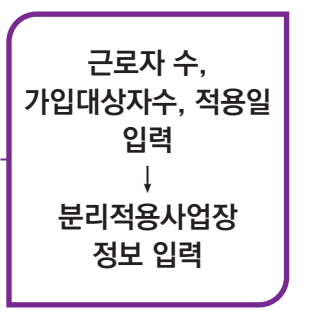 근로자 수,
가입대상자수, 적용일
입력
↓
분리적용사업장
정보 입력